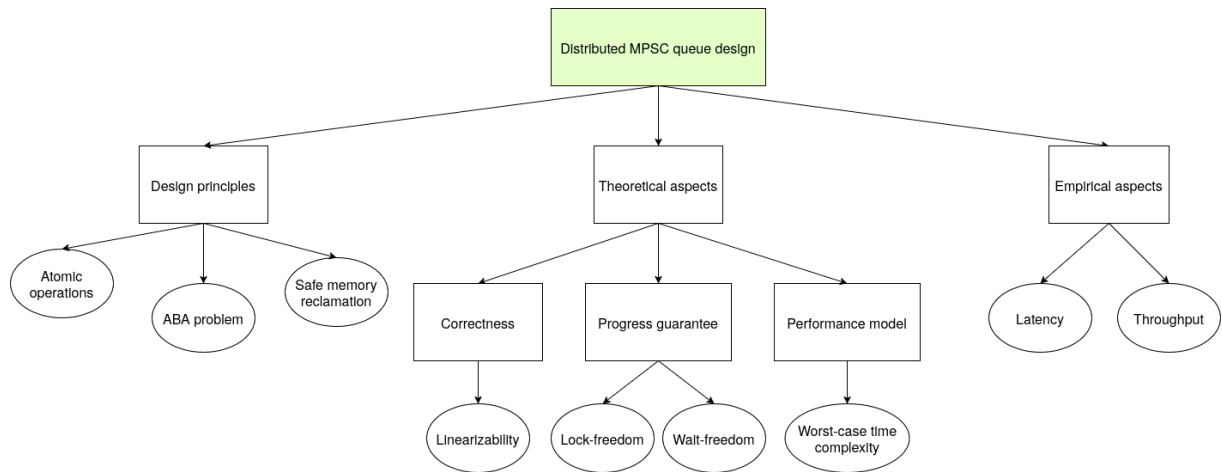 Distributed MPSC queue design
Design principles
Theoretical aspects
Empirical aspects
Atomic
operations
ABA problem
Safe memory
reclamation
Correctness
Progress guarantee
Performance model
Latency
Throughput
Linearizability
Lock-freedom
Wait-freedom
Worst-case time
complexity